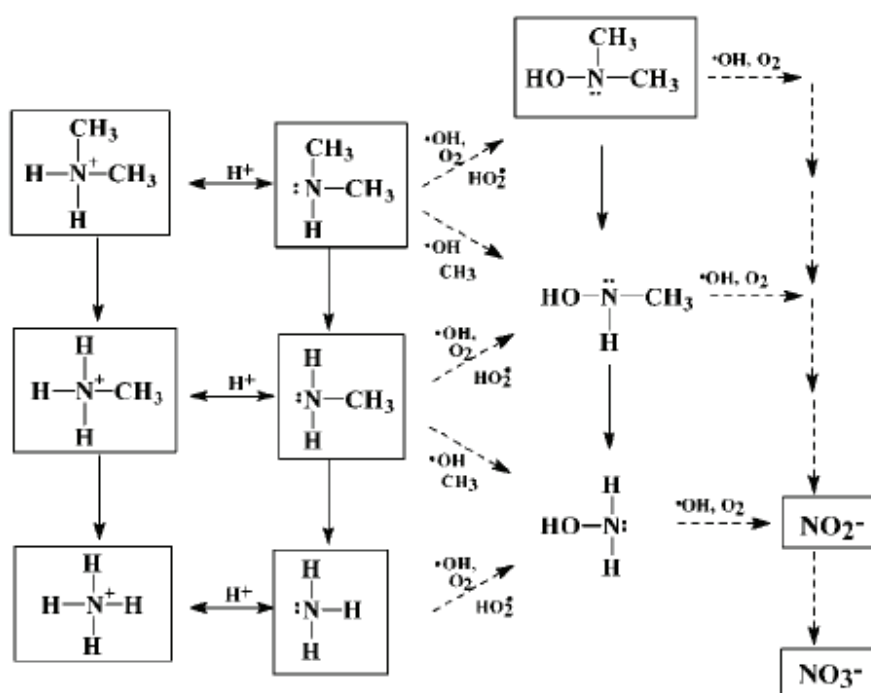 CH3
HO–N–CH3
•OH, O2
CH3
H–N+–CH3
H
H+
CH3
:N–CH3
H
•OH,
O2
HO2•
•OH
CH3
HO–N–CH3
H
•OH, O2
H
H–N+–CH3
H
H+
H
:N–CH3
H
•OH,
O2
HO2•
•OH
CH3
H
HO–N:
H
•OH, O2
NO2-
H
H–N+–H
H
H+
H
:N–H
H
•OH,
O2
HO2•
NO3-